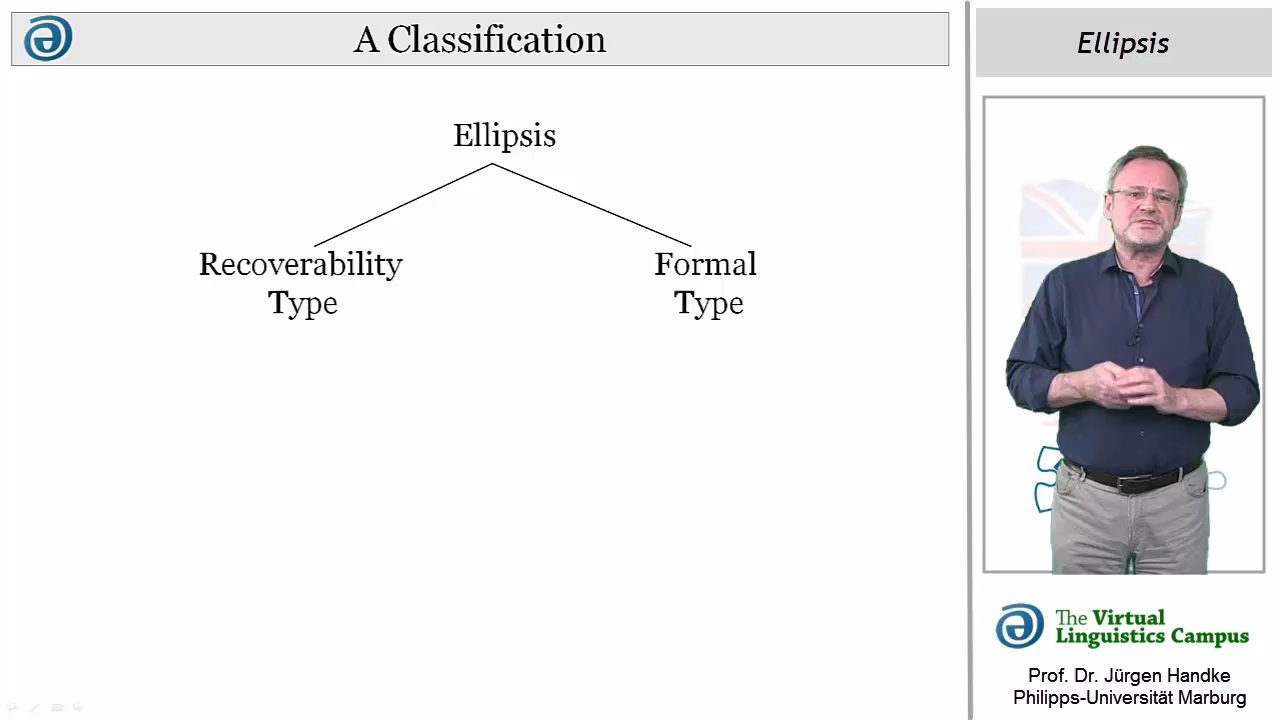 A Classification
Ellipsis
Recoverability
Type
Formal
Type
Ellipsis
The Virtual
Linguistics Campus
Prof. Dr. Jürgen Handke
Philipps-Universität Marburg